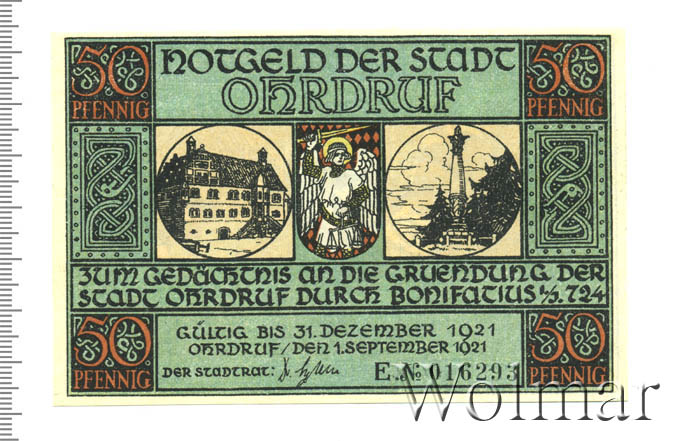 50 PFENNIG
NOTGELD DER STADT
OHRDRUF
50 PFENNIG
ZUM GEDÄCHTNIS AN DIE GRUENDUNG DER
STADT OHRDRUF DURCH BONIFATIUS 724
50 PFENNIG
GÜLTIG BIS 31. DEZEMBER 1921
OHRDRUF / DEN 1. SEPTEMBER 1921
DER STADTRAT:
E. № 016293
50 PFENNIG
Wolmar